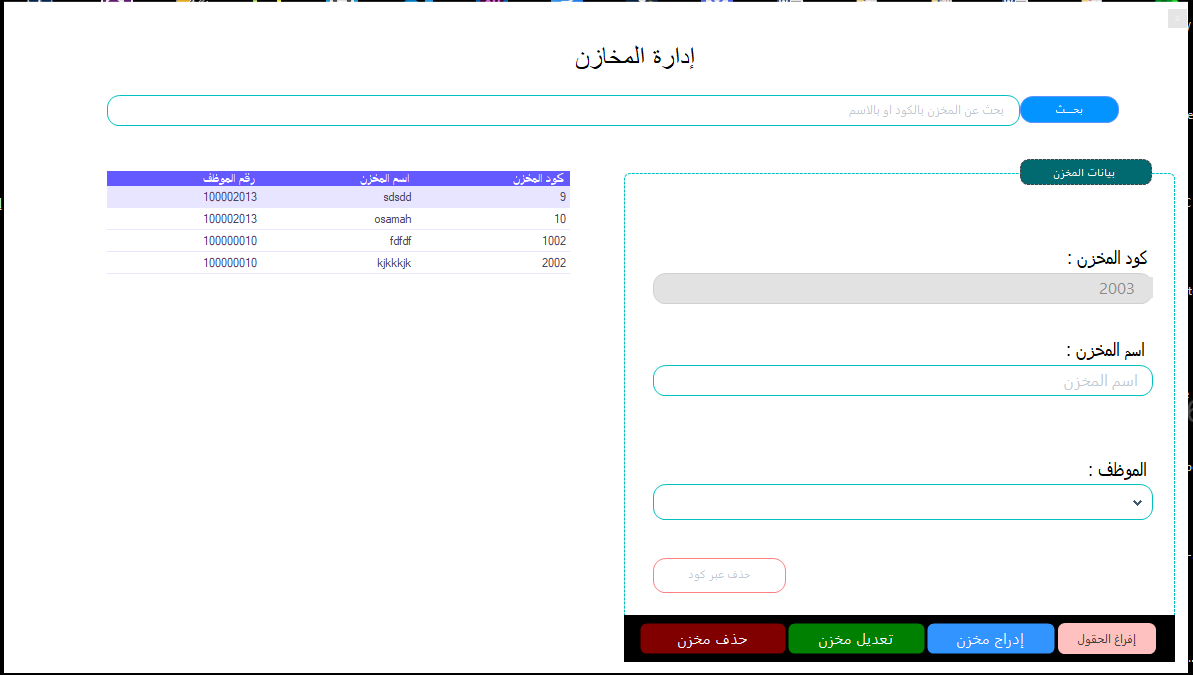 إدارة المخازن
بحـــث يحث عن المخزن بالكود او بالاسم
بيانات المخزن
كود المخزن اسم المخزن رقم الموظف
9 sdsdd 100002013
10 osamah 100002013
1002 fdfdf 100000010
2002 kjkkkjk 100000010
كود المخزن :
2003
اسم المخزن :
اسم المخزن
الموظف :
حذف عبر كود
إفراغ الحقول إدراج مخزن تعديل مخزن حذف مخزن